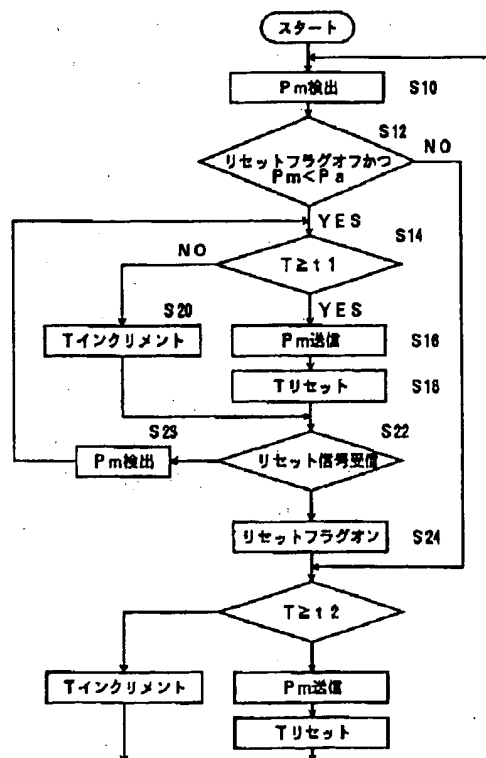 スタート
Pm検出 S10
S12
リセットフラグオフかつ
Pm<Pa
NO
YES
S14
T≧t1
NO
YES
S20
Tインクリメント
Pm送信 S16
Tリセット S18
S23
Pm検出
S22
リセット信号受信
リセットフラグオン S24
T≧t2
Tインクリメント
Pm送信
Tリセット